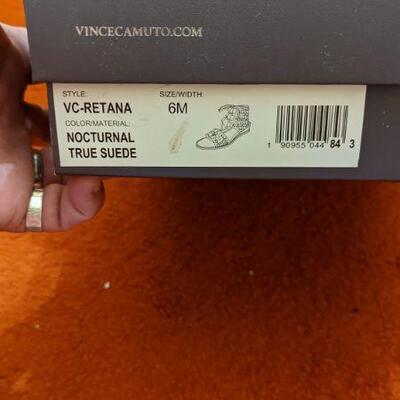 VINCECAMUTO.COM
STYLE: SIZE/WIDTH:
VC-RETANA 6M
COLOR/MATERIAL:
NOCTURNAL
TRUE SUEDE
1 90955 044 84 3